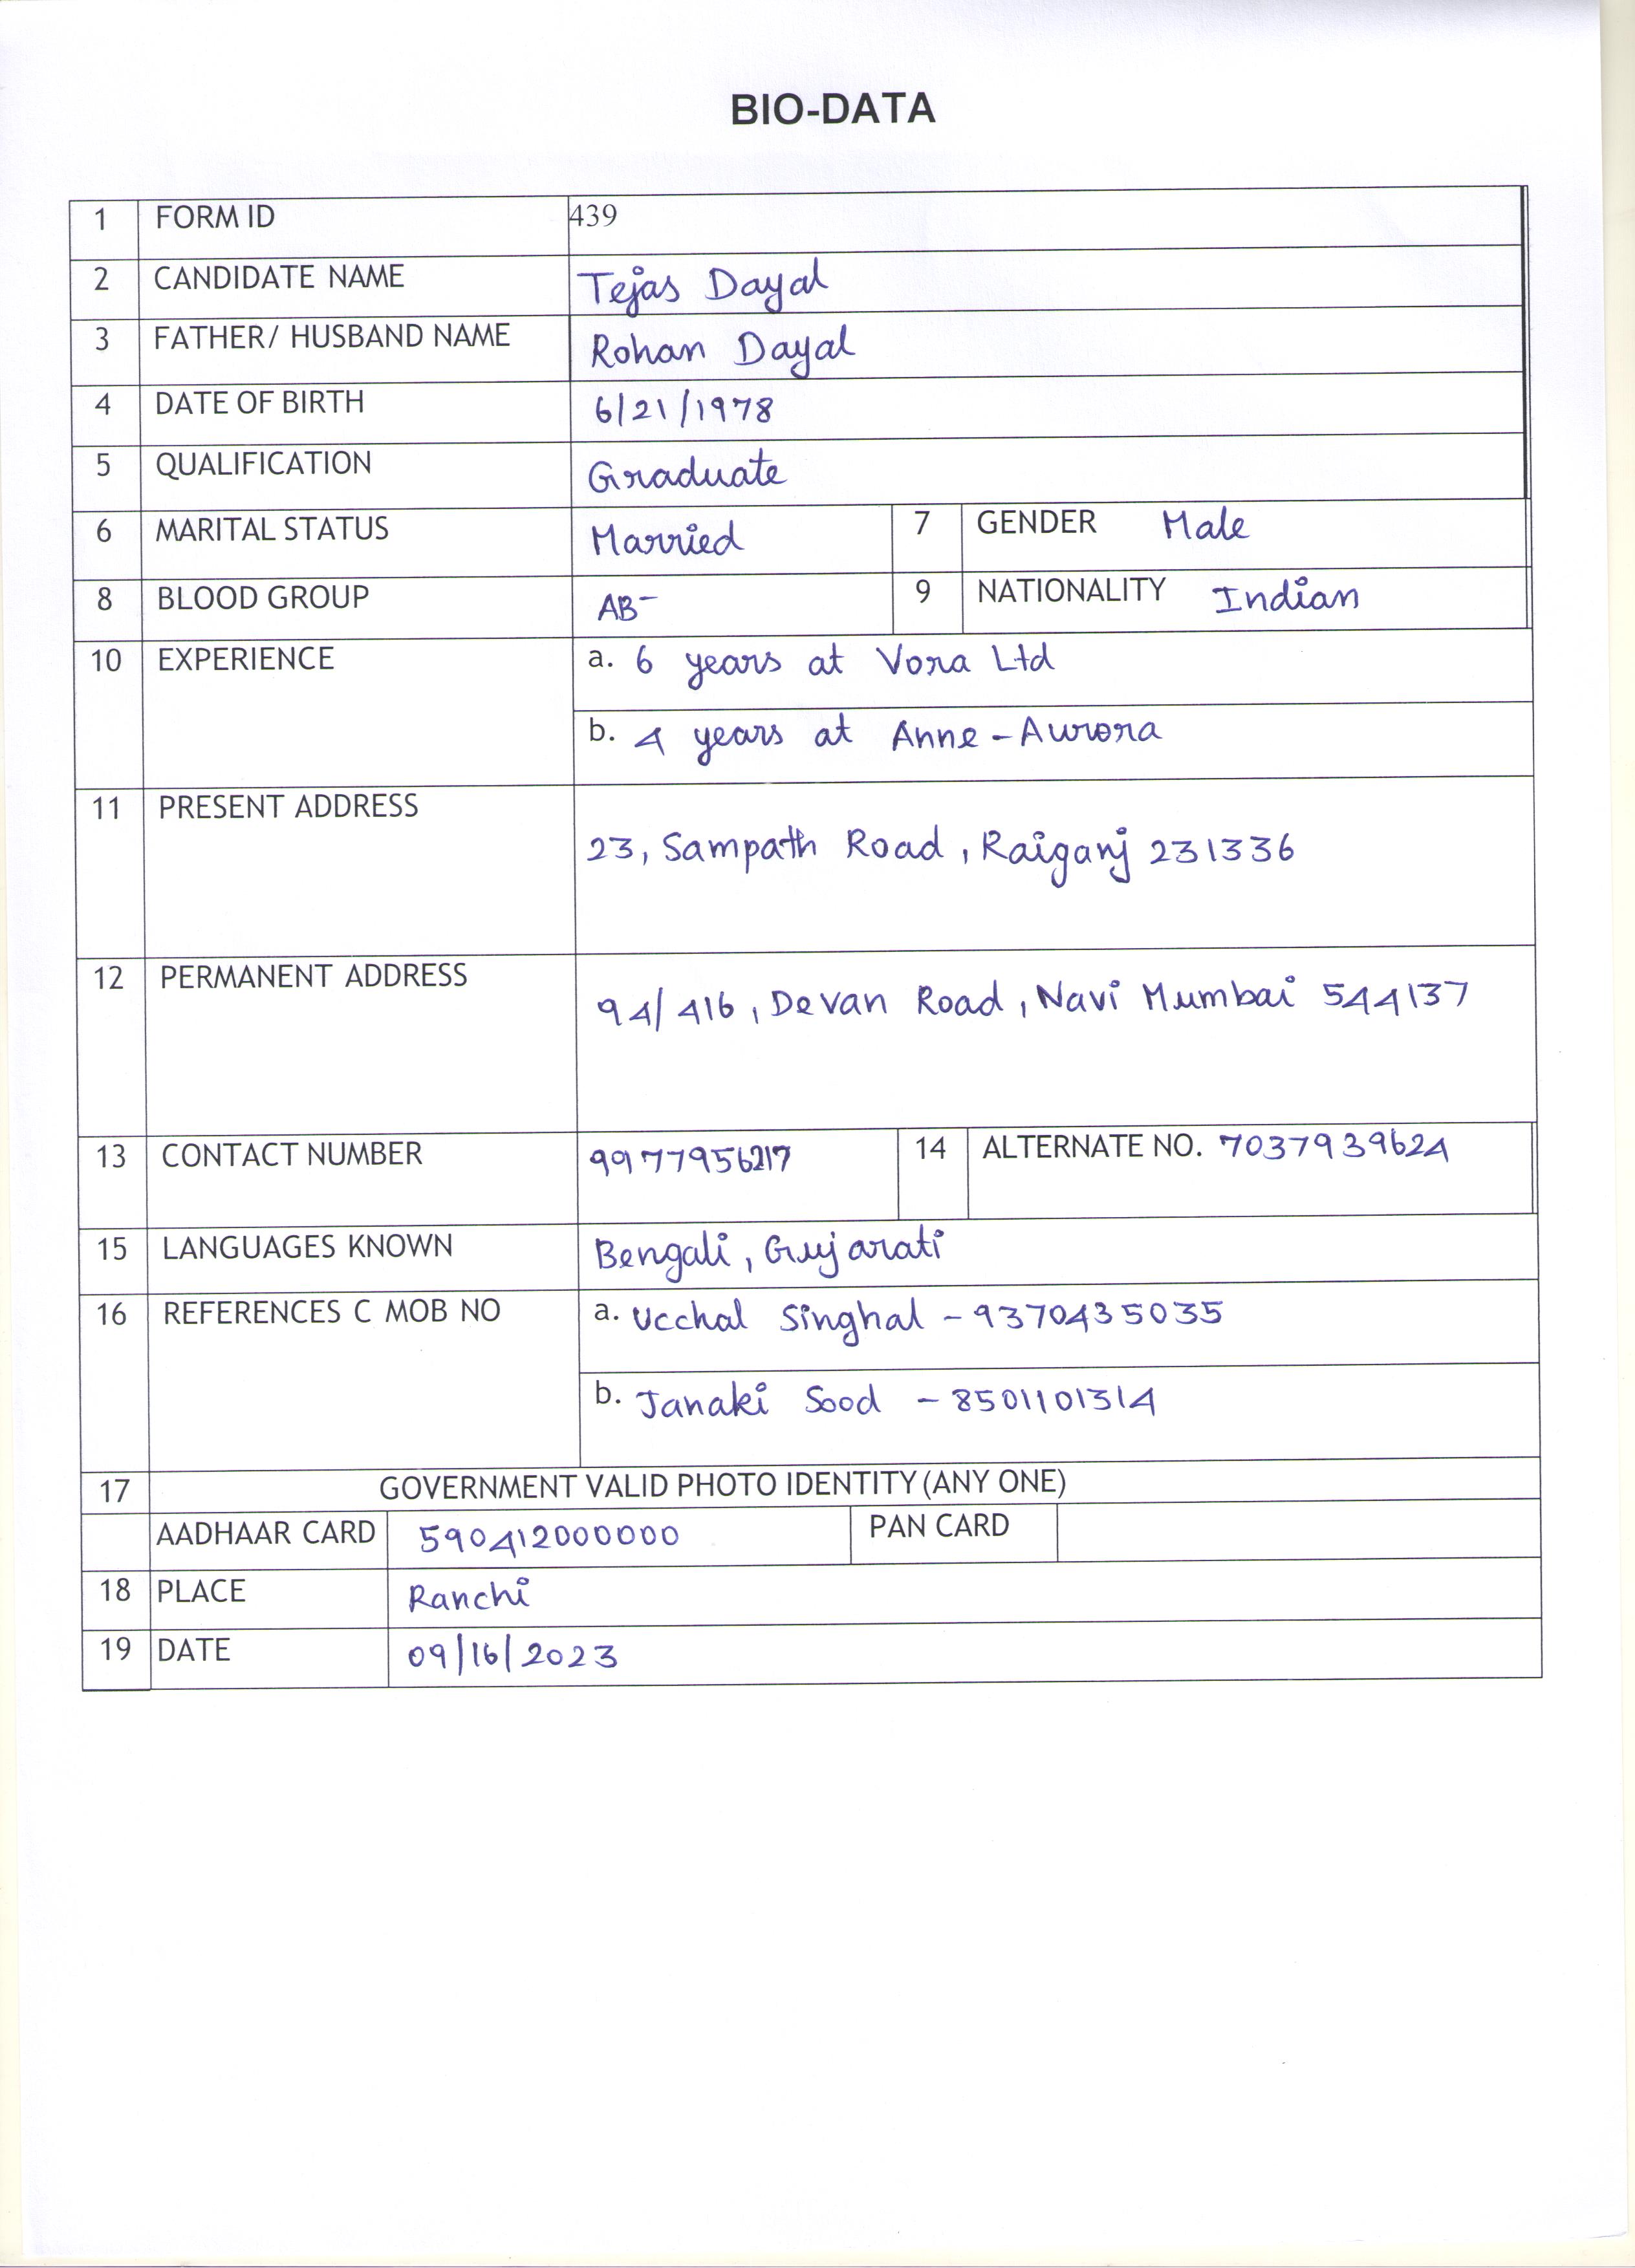 BIO-DATA
1 FORM ID 439
2 CANDIDATE NAME Tejas Dayal
3 FATHER/ HUSBAND NAME Rohan Dayal
4 DATE OF BIRTH 6/21/1978
5 QUALIFICATION Graduate
6 MARITAL STATUS Married 7 GENDER Male
8 BLOOD GROUP AB- 9 NATIONALITY Indian
10 EXPERIENCE a. 6 years at Vora Ltd
b. 4 years at Anne-Aurora
11 PRESENT ADDRESS
23, Sampath Road, Raiganj 231336
12 PERMANENT ADDRESS
94/416, Devan Road, Navi Mumbai 544137
13 CONTACT NUMBER 9977956217 14 ALTERNATE NO. 7037939624
15 LANGUAGES KNOWN Bengali, Gujarati
16 REFERENCES C MOB NO a. Ucchal Singhal - 9370435035
b. Janaki Sood - 8501101314
17 GOVERNMENT VALID PHOTO IDENTITY (ANY ONE)
AADHAAR CARD 590412000000 PAN CARD
18 PLACE Ranchi
19 DATE 09/16/2023